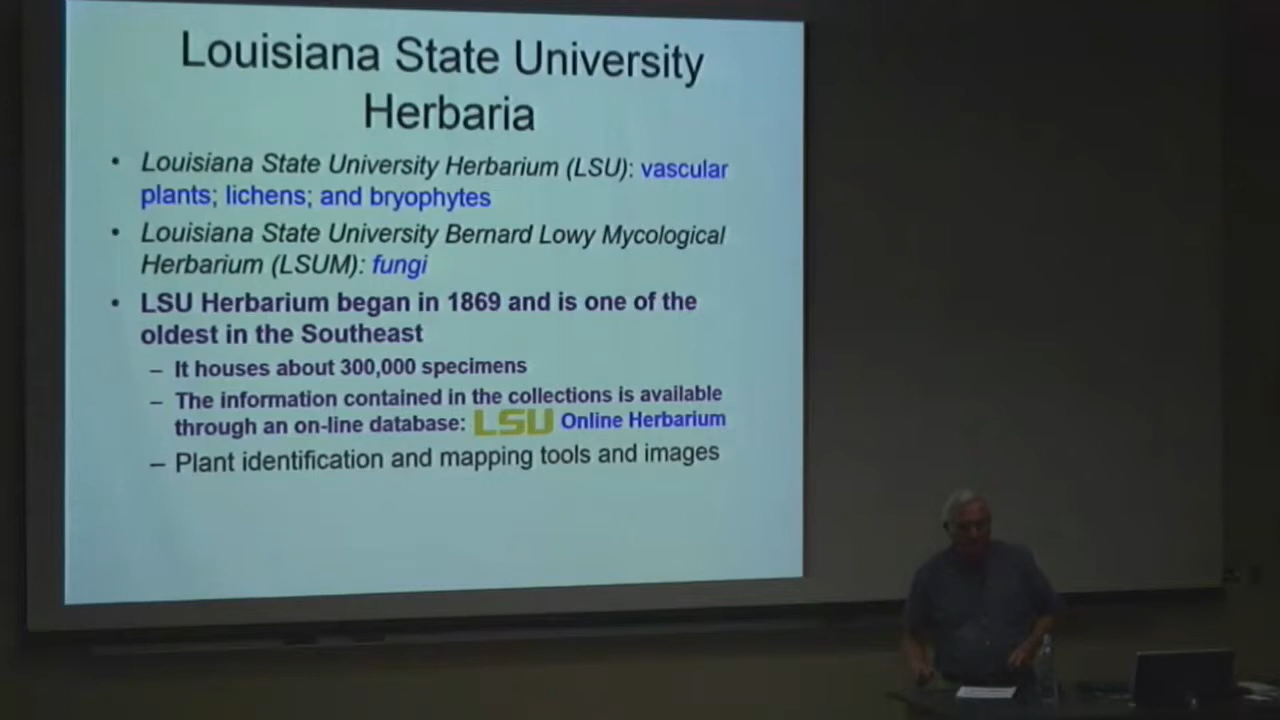 Louisiana State University
Herbaria
• Louisiana State University Herbarium (LSU): vascular
plants; lichens; and bryophytes
• Louisiana State University Bernard Lowy Mycological
Herbarium (LSUM): fungi
• LSU Herbarium began in 1869 and is one of the
oldest in the Southeast
– It houses about 300,000 specimens
– The information contained in the collections is available
through an on-line database: LSU Online Herbarium
– Plant identification and mapping tools and images